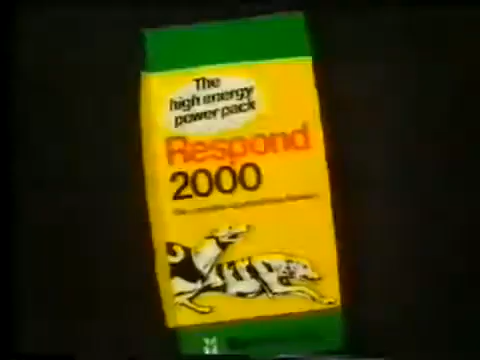 The
high energy
power pack
Respond
2000